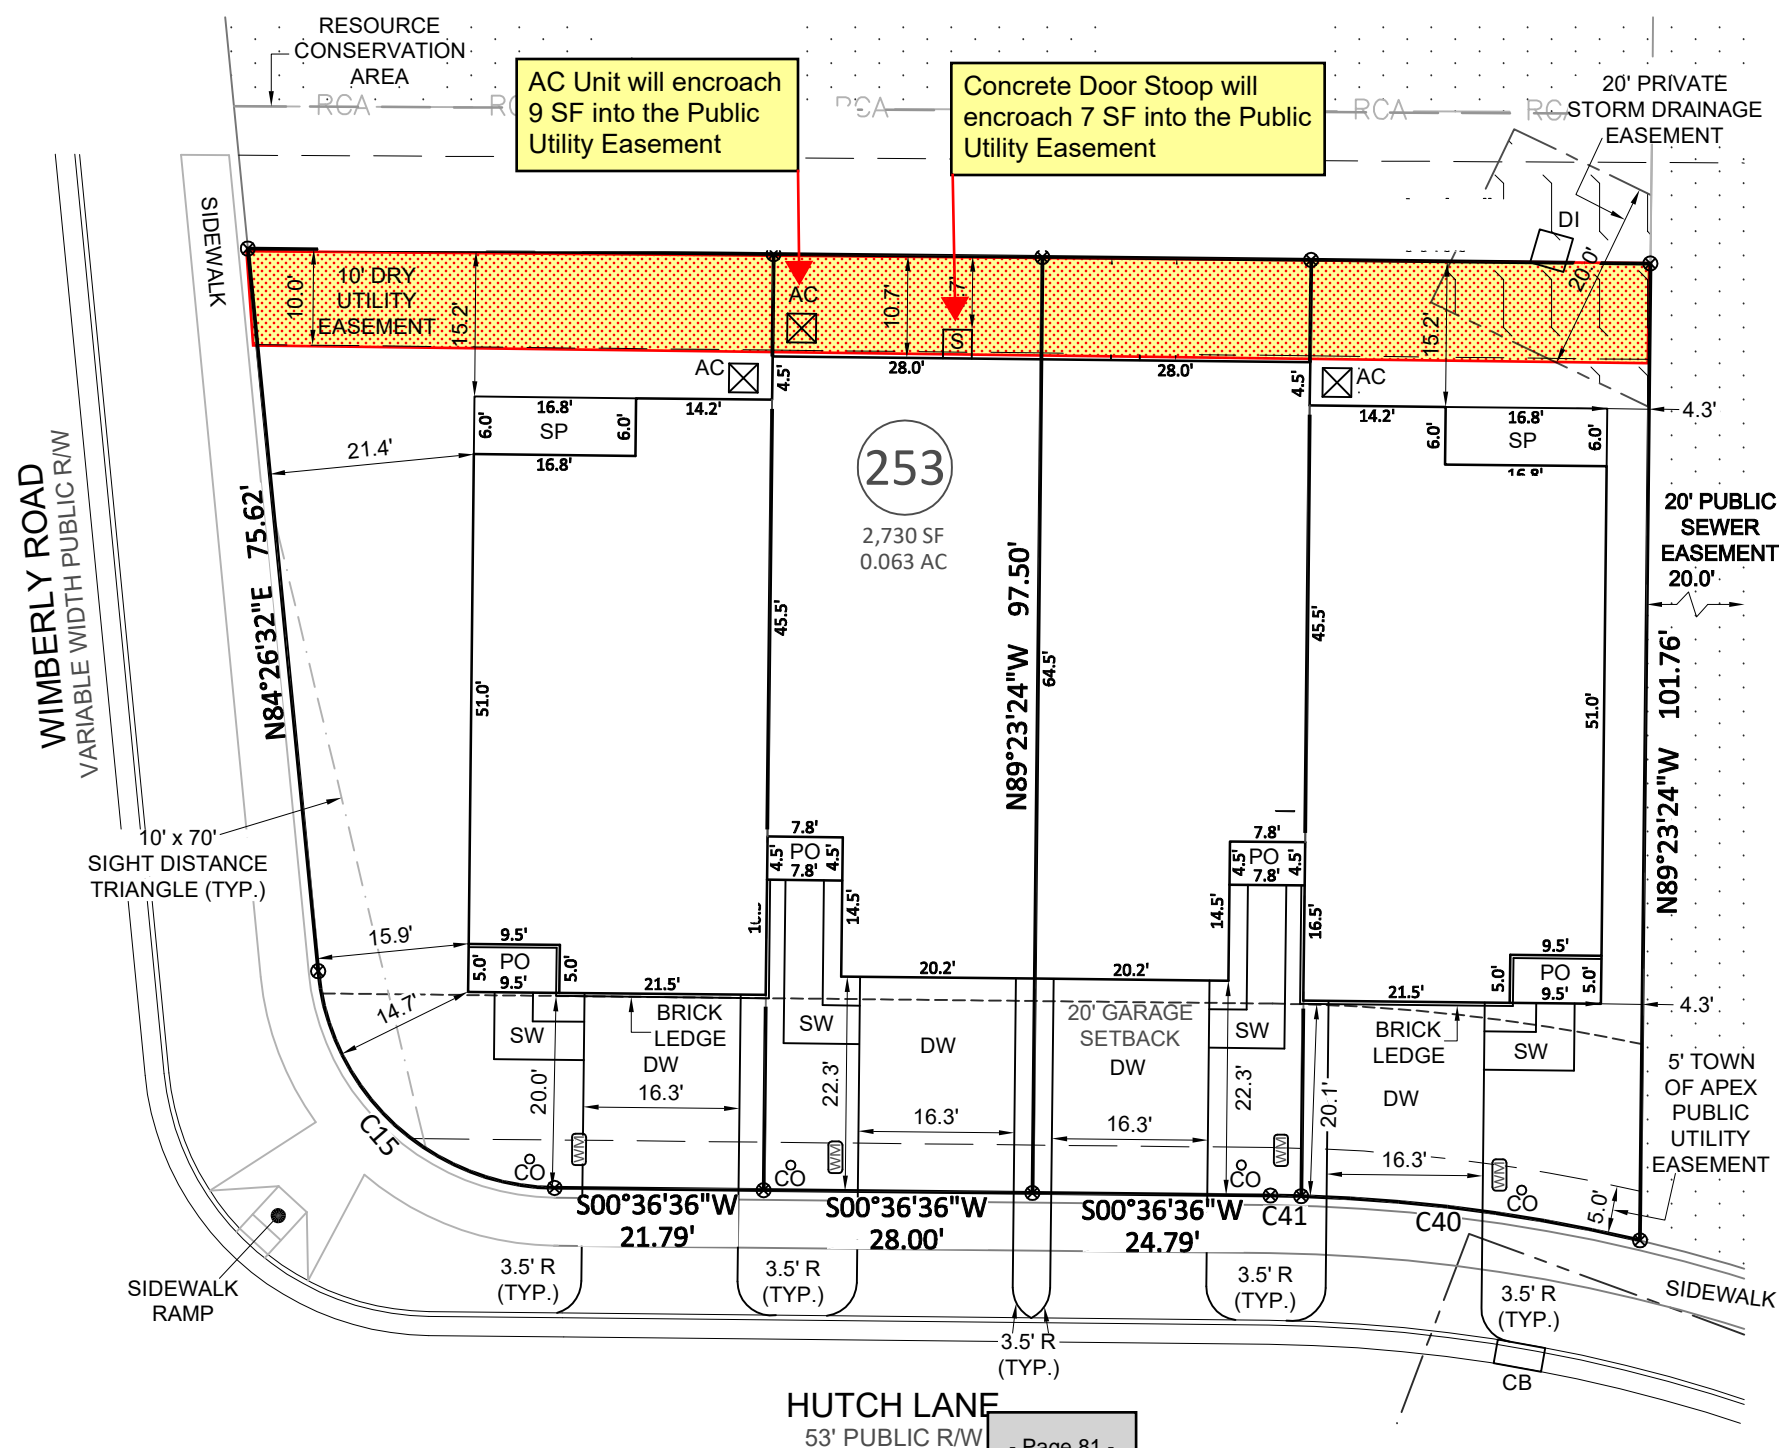 RESOURCE
CONSERVATION
AREA
RCA
RCA
RCA
AC Unit will encroach
9 SF into the Public
Utility Easement
Concrete Door Stoop will
encroach 7 SF into the Public
Utility Easement
20' PRIVATE
STORM DRAINAGE
EASEMENT
DI
20.0'
SIDEWALK
10.0'
10' DRY
UTILITY
EASEMENT
15.2'
AC
10.7'
S
15.2'
AC
4.5'
28.0'
28.0'
4.5'
AC
16.8'
14.2'
6.0'
SP
6.0'
16.8'
14.2'
16.8'
4.3'
6.0'
SP
6.0'
16.8'
21.4'
253
2,730 SF
0.063 AC
WIMBERLY ROAD
VARIABLE WIDTH PUBLIC R/W
N84°26'32"E 75.62'
51.0'
45.5'
N89°23'24"W 97.50'
64.5'
45.5'
51.0'
N89°23'24"W 101.76'
20' PUBLIC
SEWER
EASEMENT
20.0'
10' x 70'
SIGHT DISTANCE
TRIANGLE (TYP.)
7.8'
4.5'
PO
4.5'
7.8'
14.5'
7.8'
4.5'
PO
4.5'
7.8'
14.5'
16.5'
15.9'
9.5'
5.0'
PO
5.0'
9.5'
21.5'
20.2'
20.2'
21.5'
9.5'
5.0'
PO
5.0'
9.5'
4.3'
14.7'
SW
BRICK
LEDGE
DW
SW
DW
20' GARAGE
SETBACK
DW
SW
BRICK
LEDGE
DW
SW
5' TOWN
OF APEX
PUBLIC
UTILITY
EASEMENT
20.0'
16.3'
22.3'
16.3'
16.3'
22.3'
20.1'
16.3'
5.0'
C15
CO
WM
CO
WM
CO
WM
CO
WM
S00°36'36"W
21.79'
S00°36'36"W
28.00'
S00°36'36"W
24.79'
C41
C40
SIDEWALK
RAMP
3.5' R
(TYP.)
3.5' R
(TYP.)
3.5' R
(TYP.)
3.5' R
(TYP.)
3.5' R
(TYP.)
SIDEWALK
CB
HUTCH LANE
53' PUBLIC R/W
- Page 81 -